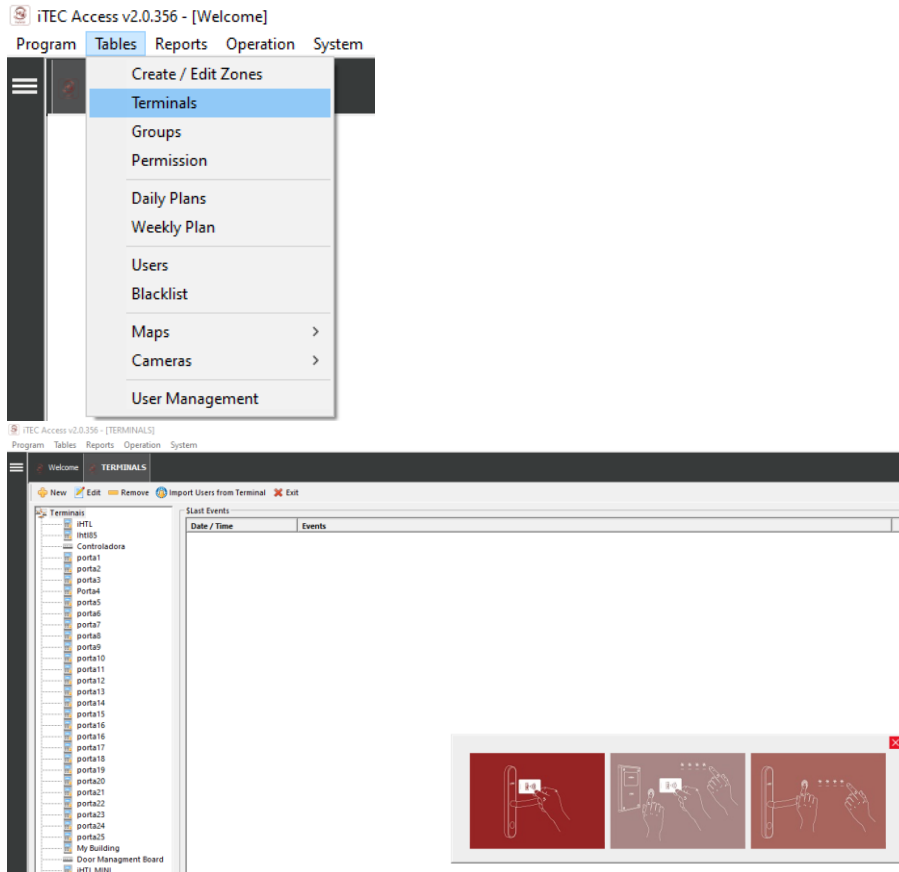 iTEC Access v2.0.356 - [Welcome]
Program Tables Reports Operation System
Create / Edit Zones
Terminals
Groups
Permission
Daily Plans
Weekly Plan
Users
Blacklist
Maps
Cameras
User Management
iTEC Access v2.0.356 - [TERMINALS]
Program Tables Reports Operation System
Welcome TERMINALS
New Edit Remove Import Users from Terminal Exit
Terminais
iHTL
Ihtl85
Controladora
porta1
porta2
porta3
Porta4
porta5
porta6
porta7
porta8
porta9
porta10
porta11
porta12
porta13
porta14
porta15
porta16
porta16
porta17
porta18
porta19
porta20
porta21
porta22
porta23
porta24
porta25
My Building
Door Managment Board
iHTL MINI
$Last Events
Date / Time Events